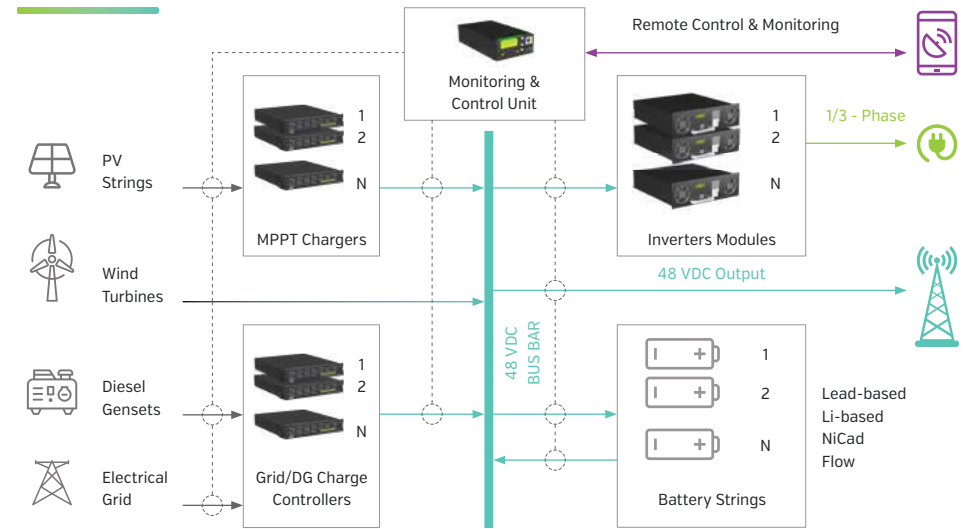 Remote Control & Monitoring
Monitoring &
Control Unit
1
2
N
MPPT Chargers
1
2
N
Inverters Modules
1/3 - Phase
PV
Strings
Wind
Turbines
48 VDC Output
48 VDC
BUS BAR
Diesel
Gensets
Electrical
Grid
1
2
N
Grid/DG Charge
Controllers
1
2
N
Battery Strings
Lead-based
Li-based
NiCad
Flow